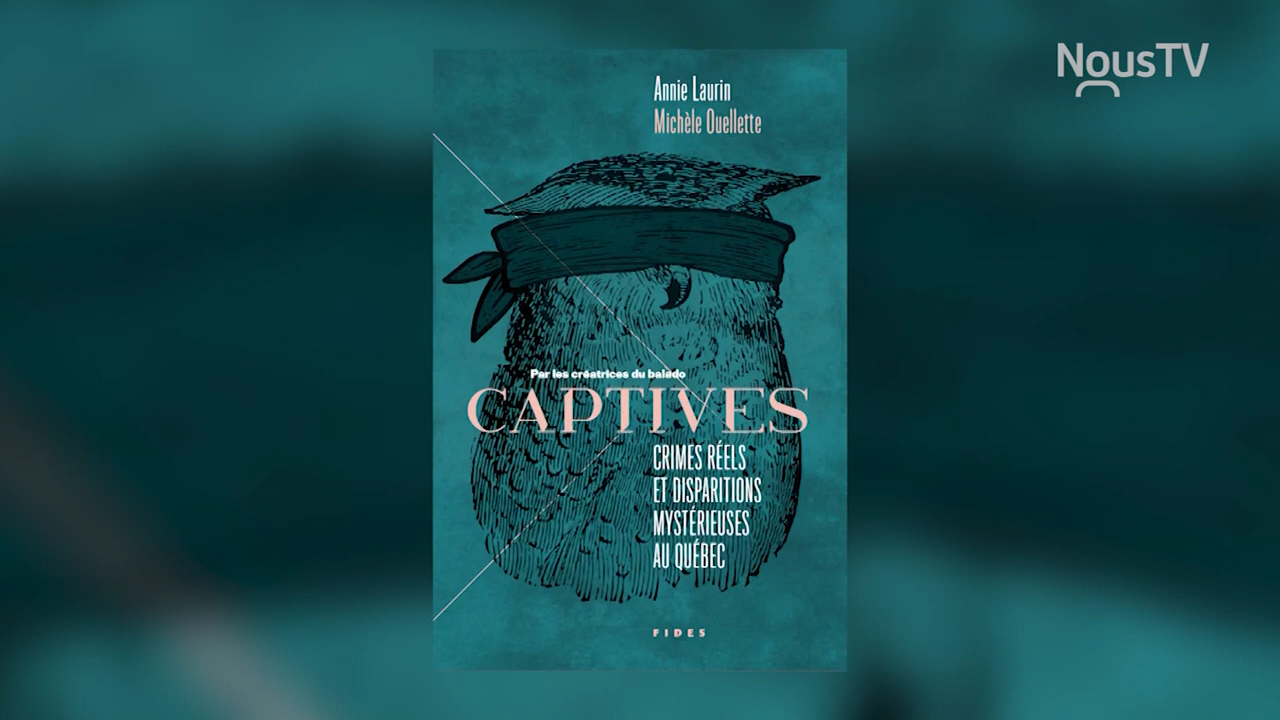 NousTV
Annie Laurin
Michèle Ouellette
Par les créatrices du balado
CAPTIVES
CRIMES RÉELS
ET DISPARITIONS
MYSTÉRIEUSES
AU QUÉBEC
FIDES